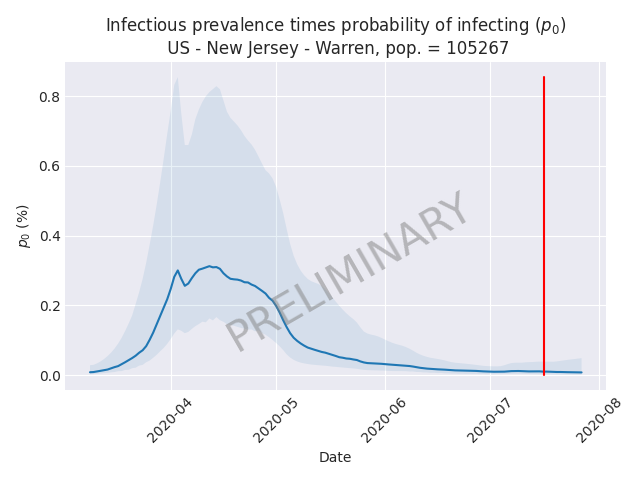 Infectious prevalence times probability of infecting (p₀)
US - New Jersey - Warren, pop. = 105267
p₀ (%)
0.8
0.6
0.4
0.2
0.0
PRELIMINARY
2020-04
2020-05
2020-06
2020-07
2020-08
Date